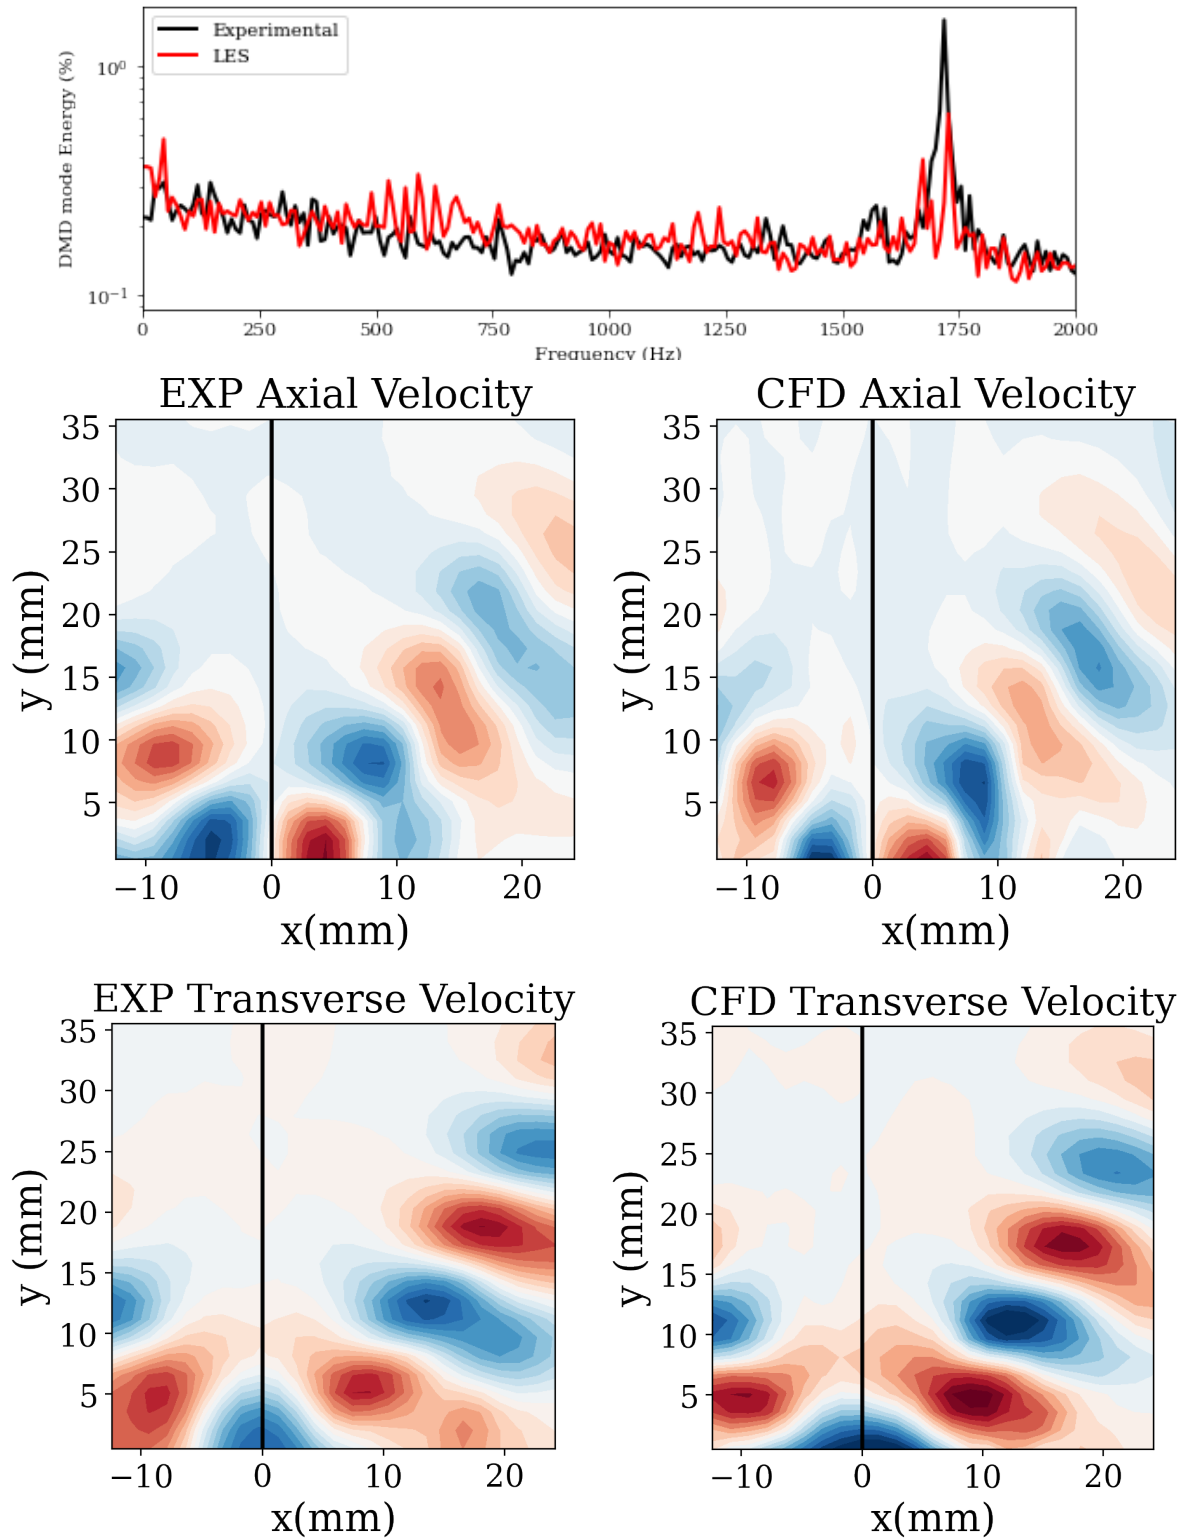 Experimental
LES
DMD mode Energy (%)
10⁰
10⁻¹
0 250 500 750 1000 1250 1500 1750 2000
Frequency (Hz)
EXP Axial Velocity
35
30
25
20
15
10
5
y (mm)
−10 0 10 20
x(mm)
CFD Axial Velocity
35
30
25
20
15
10
5
y (mm)
−10 0 10 20
x(mm)
EXP Transverse Velocity
35
30
25
20
15
10
5
y (mm)
−10 0 10 20
x(mm)
CFD Transverse Velocity
35
30
25
20
15
10
5
y (mm)
−10 0 10 20
x(mm)